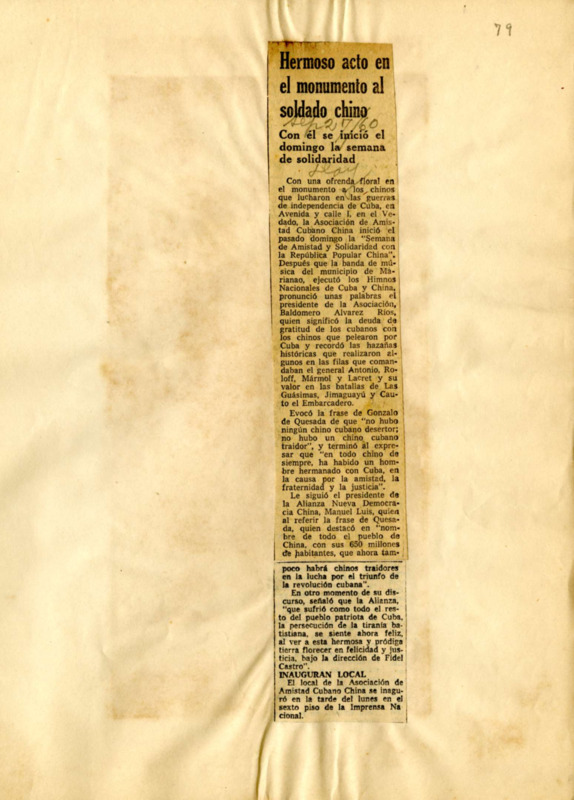 79
Hermoso acto en
el monumento al
soldado chino
Sep 27/60
Con él se inició el
domingo la semana
de solidaridad
Con una ofrenda floral en
el monumento a los chinos
que lucharon en las guerras
de independencia de Cuba, en
Avenida y calle I, en el Ve-
dado, la Asociación de Amis-
tad Cubano China inició el
pasado domingo la "Semana
de Amistad y Solidaridad con
la República Popular China".
Después que la banda de mú-
sica del municipio de Ma-
rianao, ejecutó los Himnos
Nacionales de Cuba y China,
pronunció unas palabras el
presidente de la Asociación,
Baldomero Alvarez Ríos,
quien significó la deuda de
gratitud de los cubanos con
los chinos que pelearon por
Cuba y recordó las hazañas
históricas que realizaron al-
gunos en las filas que coman-
daban el general Antonio, Ro-
loff, Mármol y Lacret y su
valor en las batallas de Las
Guásimas, Jimaguayú y Cau-
to el Embarcadero.
Evocó la frase de Gonzalo
de Quesada de que "no hubo
ningún chino cubano desertor;
no hubo un chino cubano
traidor", y terminó al expre-
sar que "en todo chino de
siempre, ha habido un hom-
bre hermanado con Cuba, en
la causa por la amistad, la
fraternidad y la justicia".
Le siguió el presidente de
la Alianza Nueva Democra-
cia China, Manuel Luis, quien
al referir la frase de Quesa-
da, quien destacó en "nom-
bre de todo el pueblo de
China, con sus 650 millones
de habitantes, que ahora tam-
poco habrá chinos traidores
en la lucha por el triunfo de
la revolución cubana".
En otro momento de su dis-
curso, señaló que la Alianza,
"que sufrió como todo el res-
to del pueblo patriota de Cuba,
la persecución de la tiranía ba-
tistiana, se siente ahora feliz,
al ver a esta hermosa y pródiga
tierra florecer en felicidad y jus-
ticia, bajo la dirección de Fidel
Castro".
INAUGURAN LOCAL
El local de la Asociación de
Amistad Cubano China se inagu-
ró en la tarde del lunes en el
sexto piso de la Imprensa Na
cional.